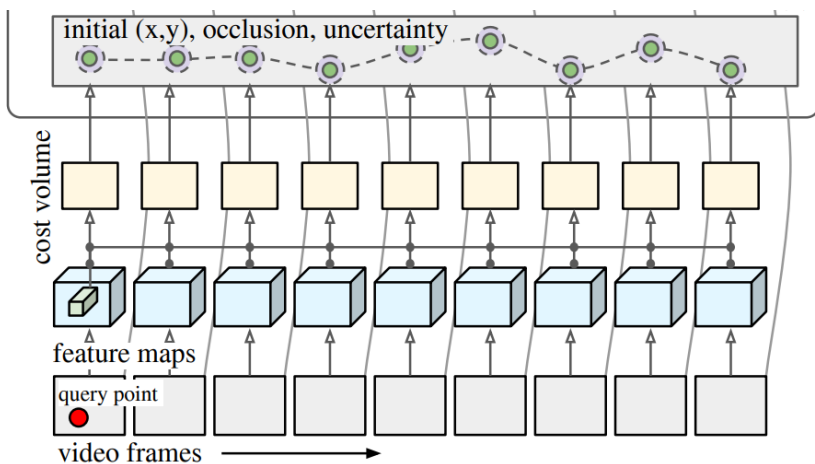 initial (x,y), occlusion, uncertainty
cost volume
feature maps
query point
video frames